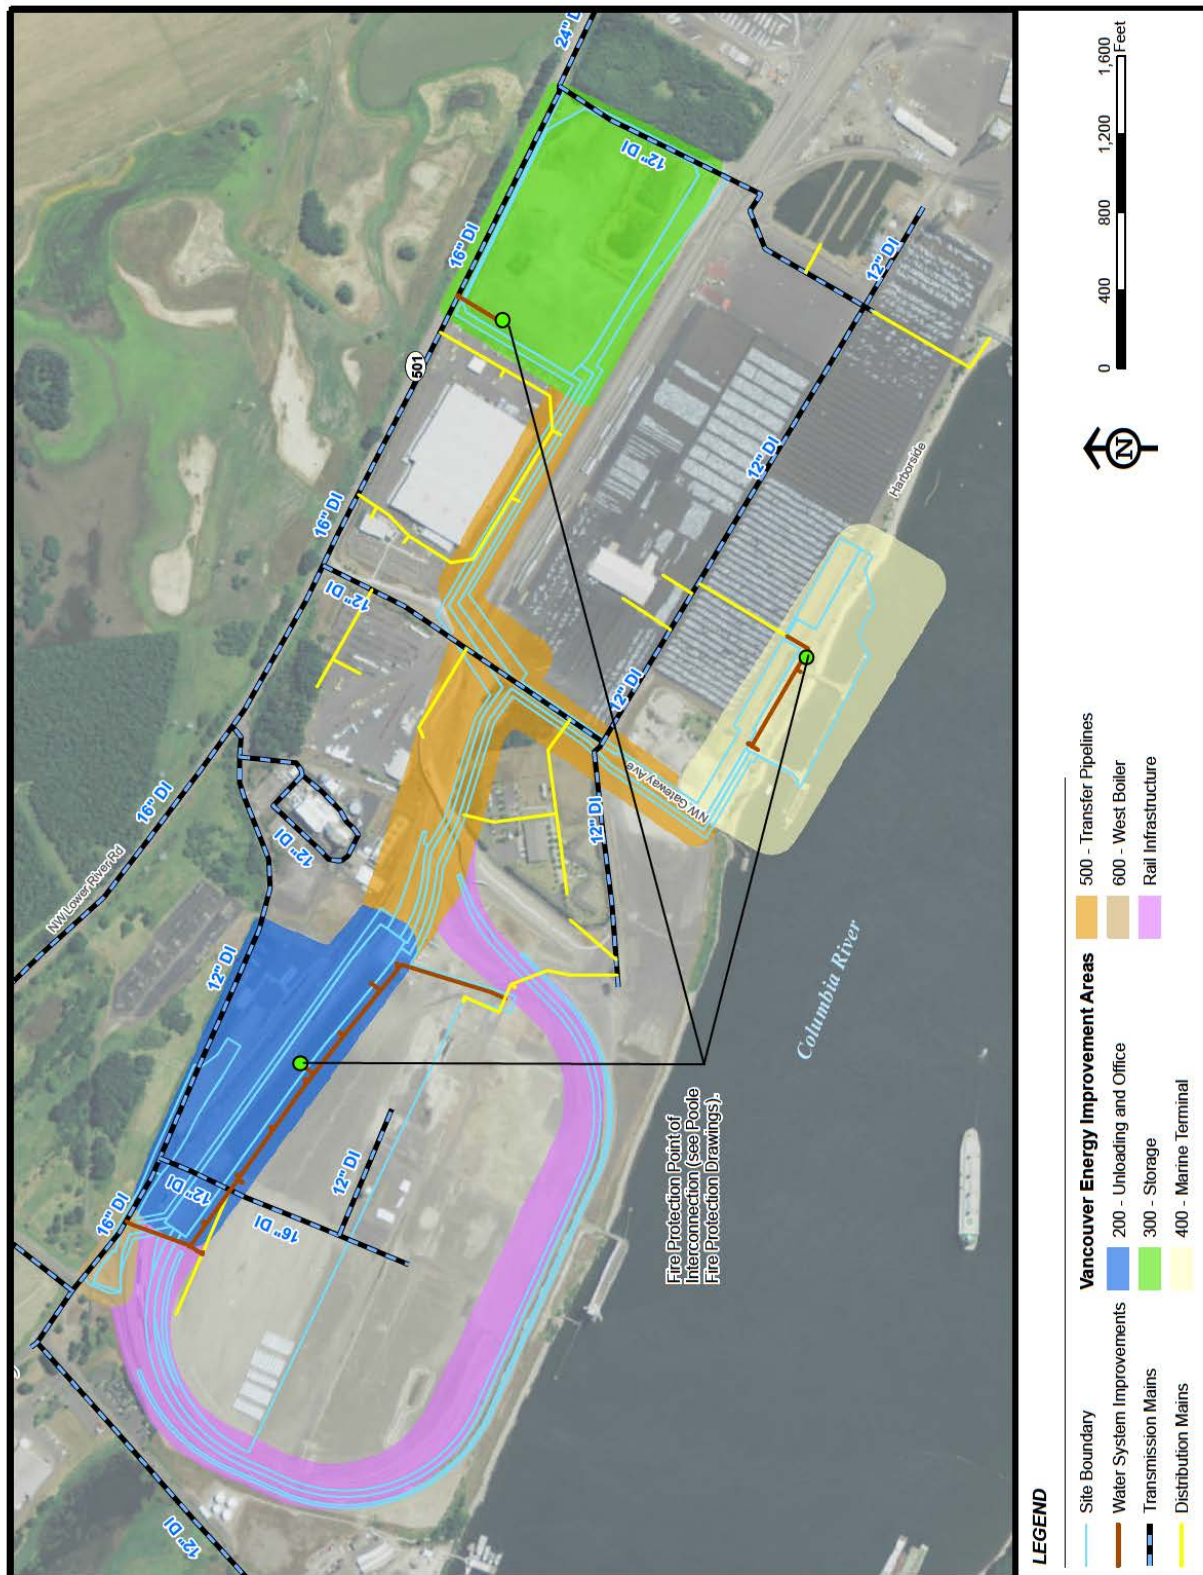 24" D
12" DI
16" DI
501
12" DI
16" DI
12" DI
12" DI
Harborside
12" DI
NW Gateway Ave
12" DI
16" DI
12" DI
NW Lower River Rd
12" DI
12" DI
16" DI
12" DI
16" DI
12" DI
Columbia River
Fire Protection Point of
Interconnection (see Poole
Fire Protection Drawings).
LEGEND
Site Boundary
Water System Improvements
Transmission Mains
Distribution Mains
Vancouver Energy Improvement Areas
200 - Unloading and Office
300 - Storage
400 - Marine Terminal
500 - Transfer Pipelines
600 - West Boiler
Rail Infrastructure
N
0 400 800 1,200 1,600
Feet